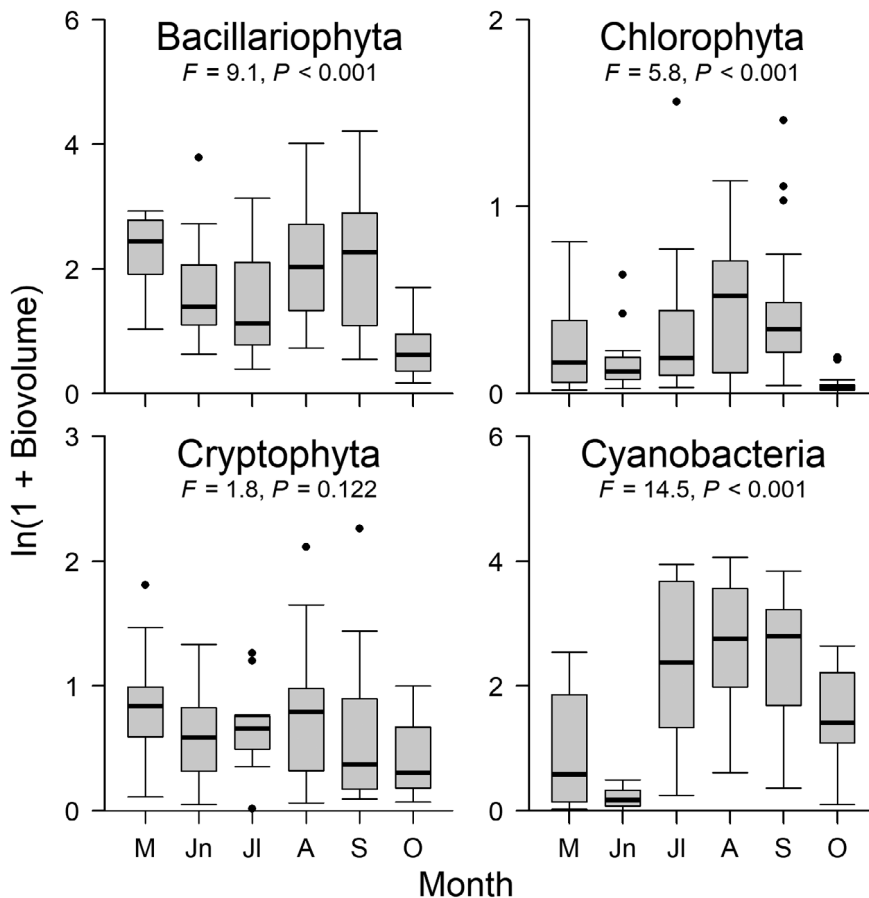 ln(1 + Biovolume)
Bacillariophyta
F = 9.1, P < 0.001
6
4
2
0
Chlorophyta
F = 5.8, P < 0.001
2
1
0
Cryptophyta
F = 1.8, P = 0.122
3
2
1
0
M Jn Jl A S O
Cyanobacteria
F = 14.5, P < 0.001
6
4
2
0
M Jn Jl A S O
Month